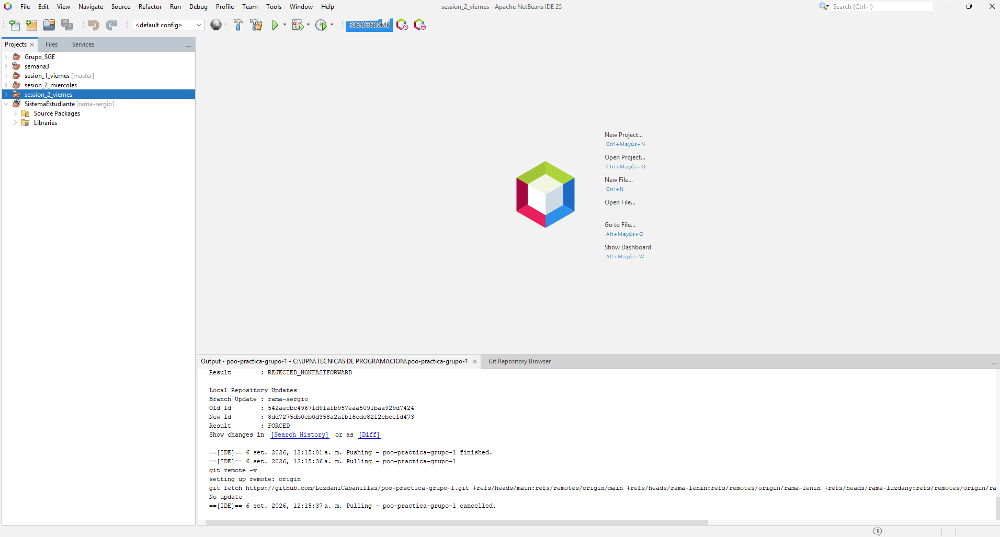 File Edit View Navigate Source Refactor Run Debug Profile Team Tools Window Help
session_2_viernes - Apache NetBeans IDE 25
Search (Ctrl+I)
<default config>
336.8/368.0MB
Projects
Files
Services
Grupo_SGE
semana3
sesion_1_viernes [master]
sesion_2_miercoles
session_2_viernes
SistemaEstudiante [rama-sergio]
Source Packages
Libraries
New Project...
Ctrl+Mayús+N
Open Project...
Ctrl+Mayús+O
New File...
Ctrl+N
Open File...
-
Go to File...
Alt+Mayús+O
Show Dashboard
Alt+Mayús+W
Output - poo-practica-grupo-1 - C:\UPN\TECNICAS DE PROGRAMACION\poo-practica-grupo-1
Git Repository Browser
Result : REJECTED_NONFASTFORWARD
Local Repository Updates
Branch Update : rama-sergio
Old Id : 542aecbc49671d91afb957eaa5091baa929d7424
New Id : 8dd7275db0eb0d358a2a1b16edc8212cbcefd473
Result : FORCED
Show changes in [Search History] or as [Diff]
==[IDE]== 6 set. 2026, 12:15:01 a. m. Pushing - poo-practica-grupo-1 finished.
==[IDE]== 6 set. 2026, 12:15:36 a. m. Pulling - poo-practica-grupo-1
git remote -v
setting up remote: origin
git fetch https://github.com/LuzdaniCabanillas/poo-practica-grupo-1.git +refs/heads/main:refs/remotes/origin/main +refs/heads/rama-lenin:refs/remotes/origin/rama-lenin +refs/heads/rama-luzdany:refs/remotes/origin/ra
No update
==[IDE]== 6 set. 2026, 12:15:37 a. m. Pulling - poo-practica-grupo-1 cancelled.
1